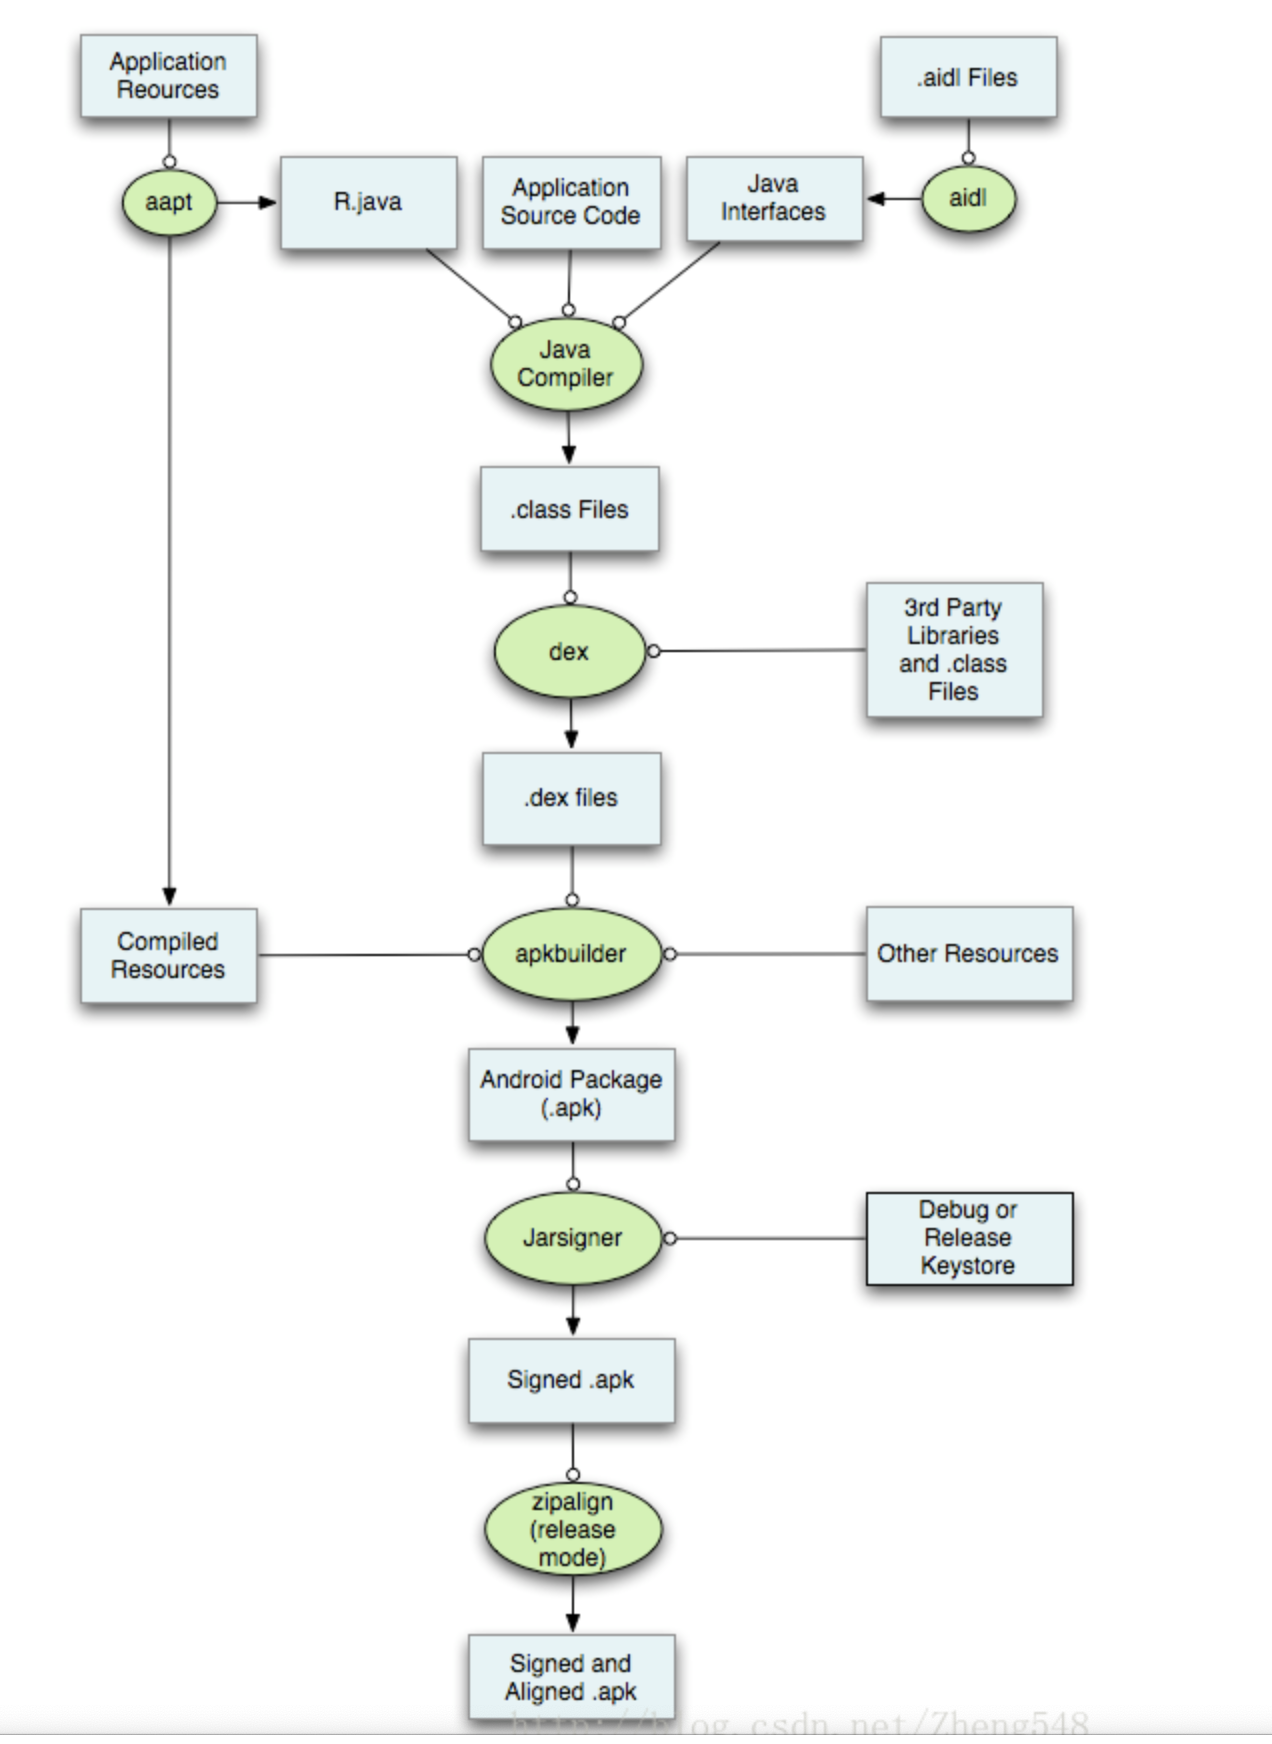 Application
Reources
.aidl Files
aapt
R.java
Application
Source Code
Java
Interfaces
aidl
Java
Compiler
.class Files
dex
3rd Party
Libraries
and .class
Files
.dex files
Compiled
Resources
apkbuilder
Other Resources
Android Package
(.apk)
Jarsigner
Debug or
Release
Keystore
Signed .apk
zipalign
(release
mode)
Signed and
Aligned .apk
http://blog.csdn.net/Zheng548